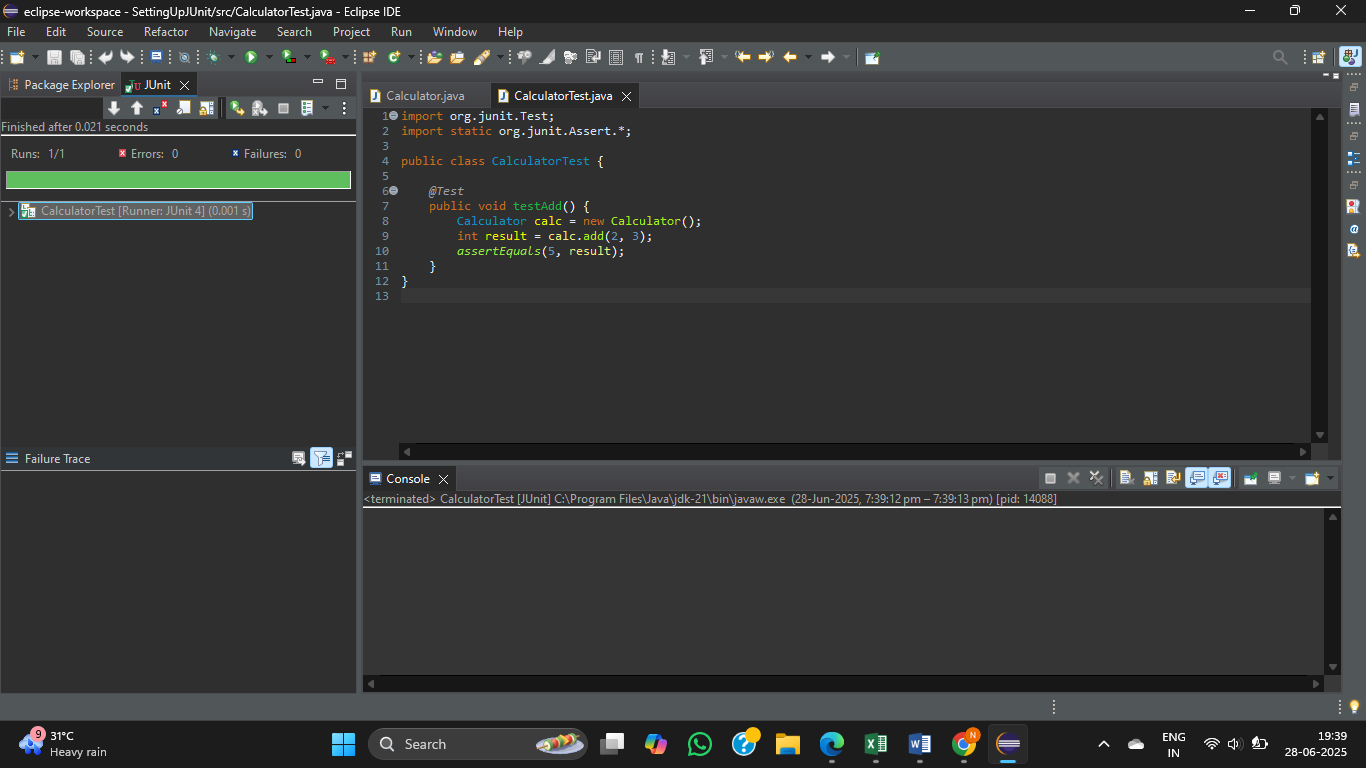 eclipse-workspace - SettingUpJUnit/src/CalculatorTest.java - Eclipse IDE
File Edit Source Refactor Navigate Search Project Run Window Help
Package Explorer JUnit
Finished after 0.021 seconds
Runs: 1/1 Errors: 0 Failures: 0
CalculatorTest [Runner: JUnit 4] (0.001 s)
Failure Trace
Calculator.java CalculatorTest.java
1 import org.junit.Test;
2 import static org.junit.Assert.*;
3
4 public class CalculatorTest {
5
6 @Test
7 public void testAdd() {
8 Calculator calc = new Calculator();
9 int result = calc.add(2, 3);
10 assertEquals(5, result);
11 }
12 }
13
Console
<terminated> CalculatorTest [JUnit] C:\Program Files\Java\jdk-21\bin\javaw.exe (28-Jun-2025, 7:39:12 pm – 7:39:13 pm) [pid: 14088]
9 31°C
Heavy rain
Search
N
ENG
IN
19:39
28-06-2025